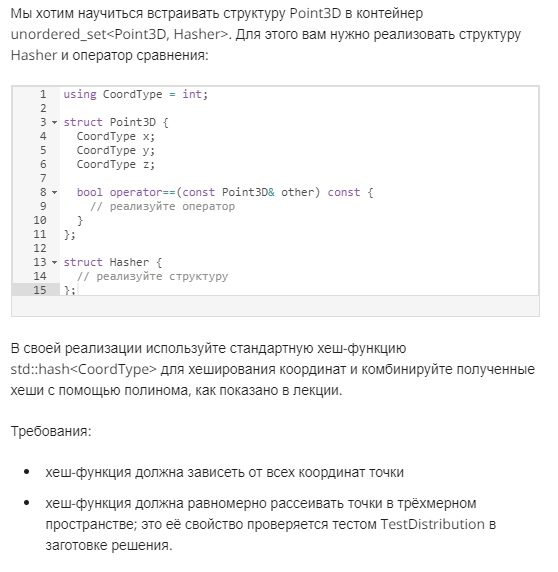 Мы хотим научиться встраивать структуру Point3D в контейнер
unordered_set<Point3D, Hasher>. Для этого вам нужно реализовать структуру
Hasher и оператор сравнения:
1 using CoordType = int;
2
3 struct Point3D {
4 CoordType x;
5 CoordType y;
6 CoordType z;
7
8 bool operator==(const Point3D& other) const {
9 // реализуйте оператор
10 }
11 };
12
13 struct Hasher {
14 // реализуйте структуру
15 };
В своей реализации используйте стандартную хеш-функцию
std::hash<CoordType> для хеширования координат и комбинируйте полученные
хеши с помощью полинома, как показано в лекции.
Требования:
• хеш-функция должна зависеть от всех координат точки
• хеш-функция должна равномерно рассеивать точки в трёхмерном
пространстве; это её свойство проверяется тестом TestDistribution в
заготовке решения.